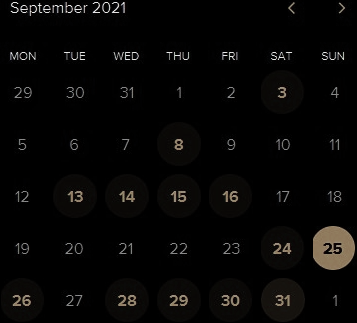 September 2021
MON TUE WED THU FRI SAT SUN
29 30 31 1 2 3 4
5 6 7 8 9 10 11
12 13 14 15 16 17 18
19 20 21 22 23 24 25
26 27 28 29 30 31 1